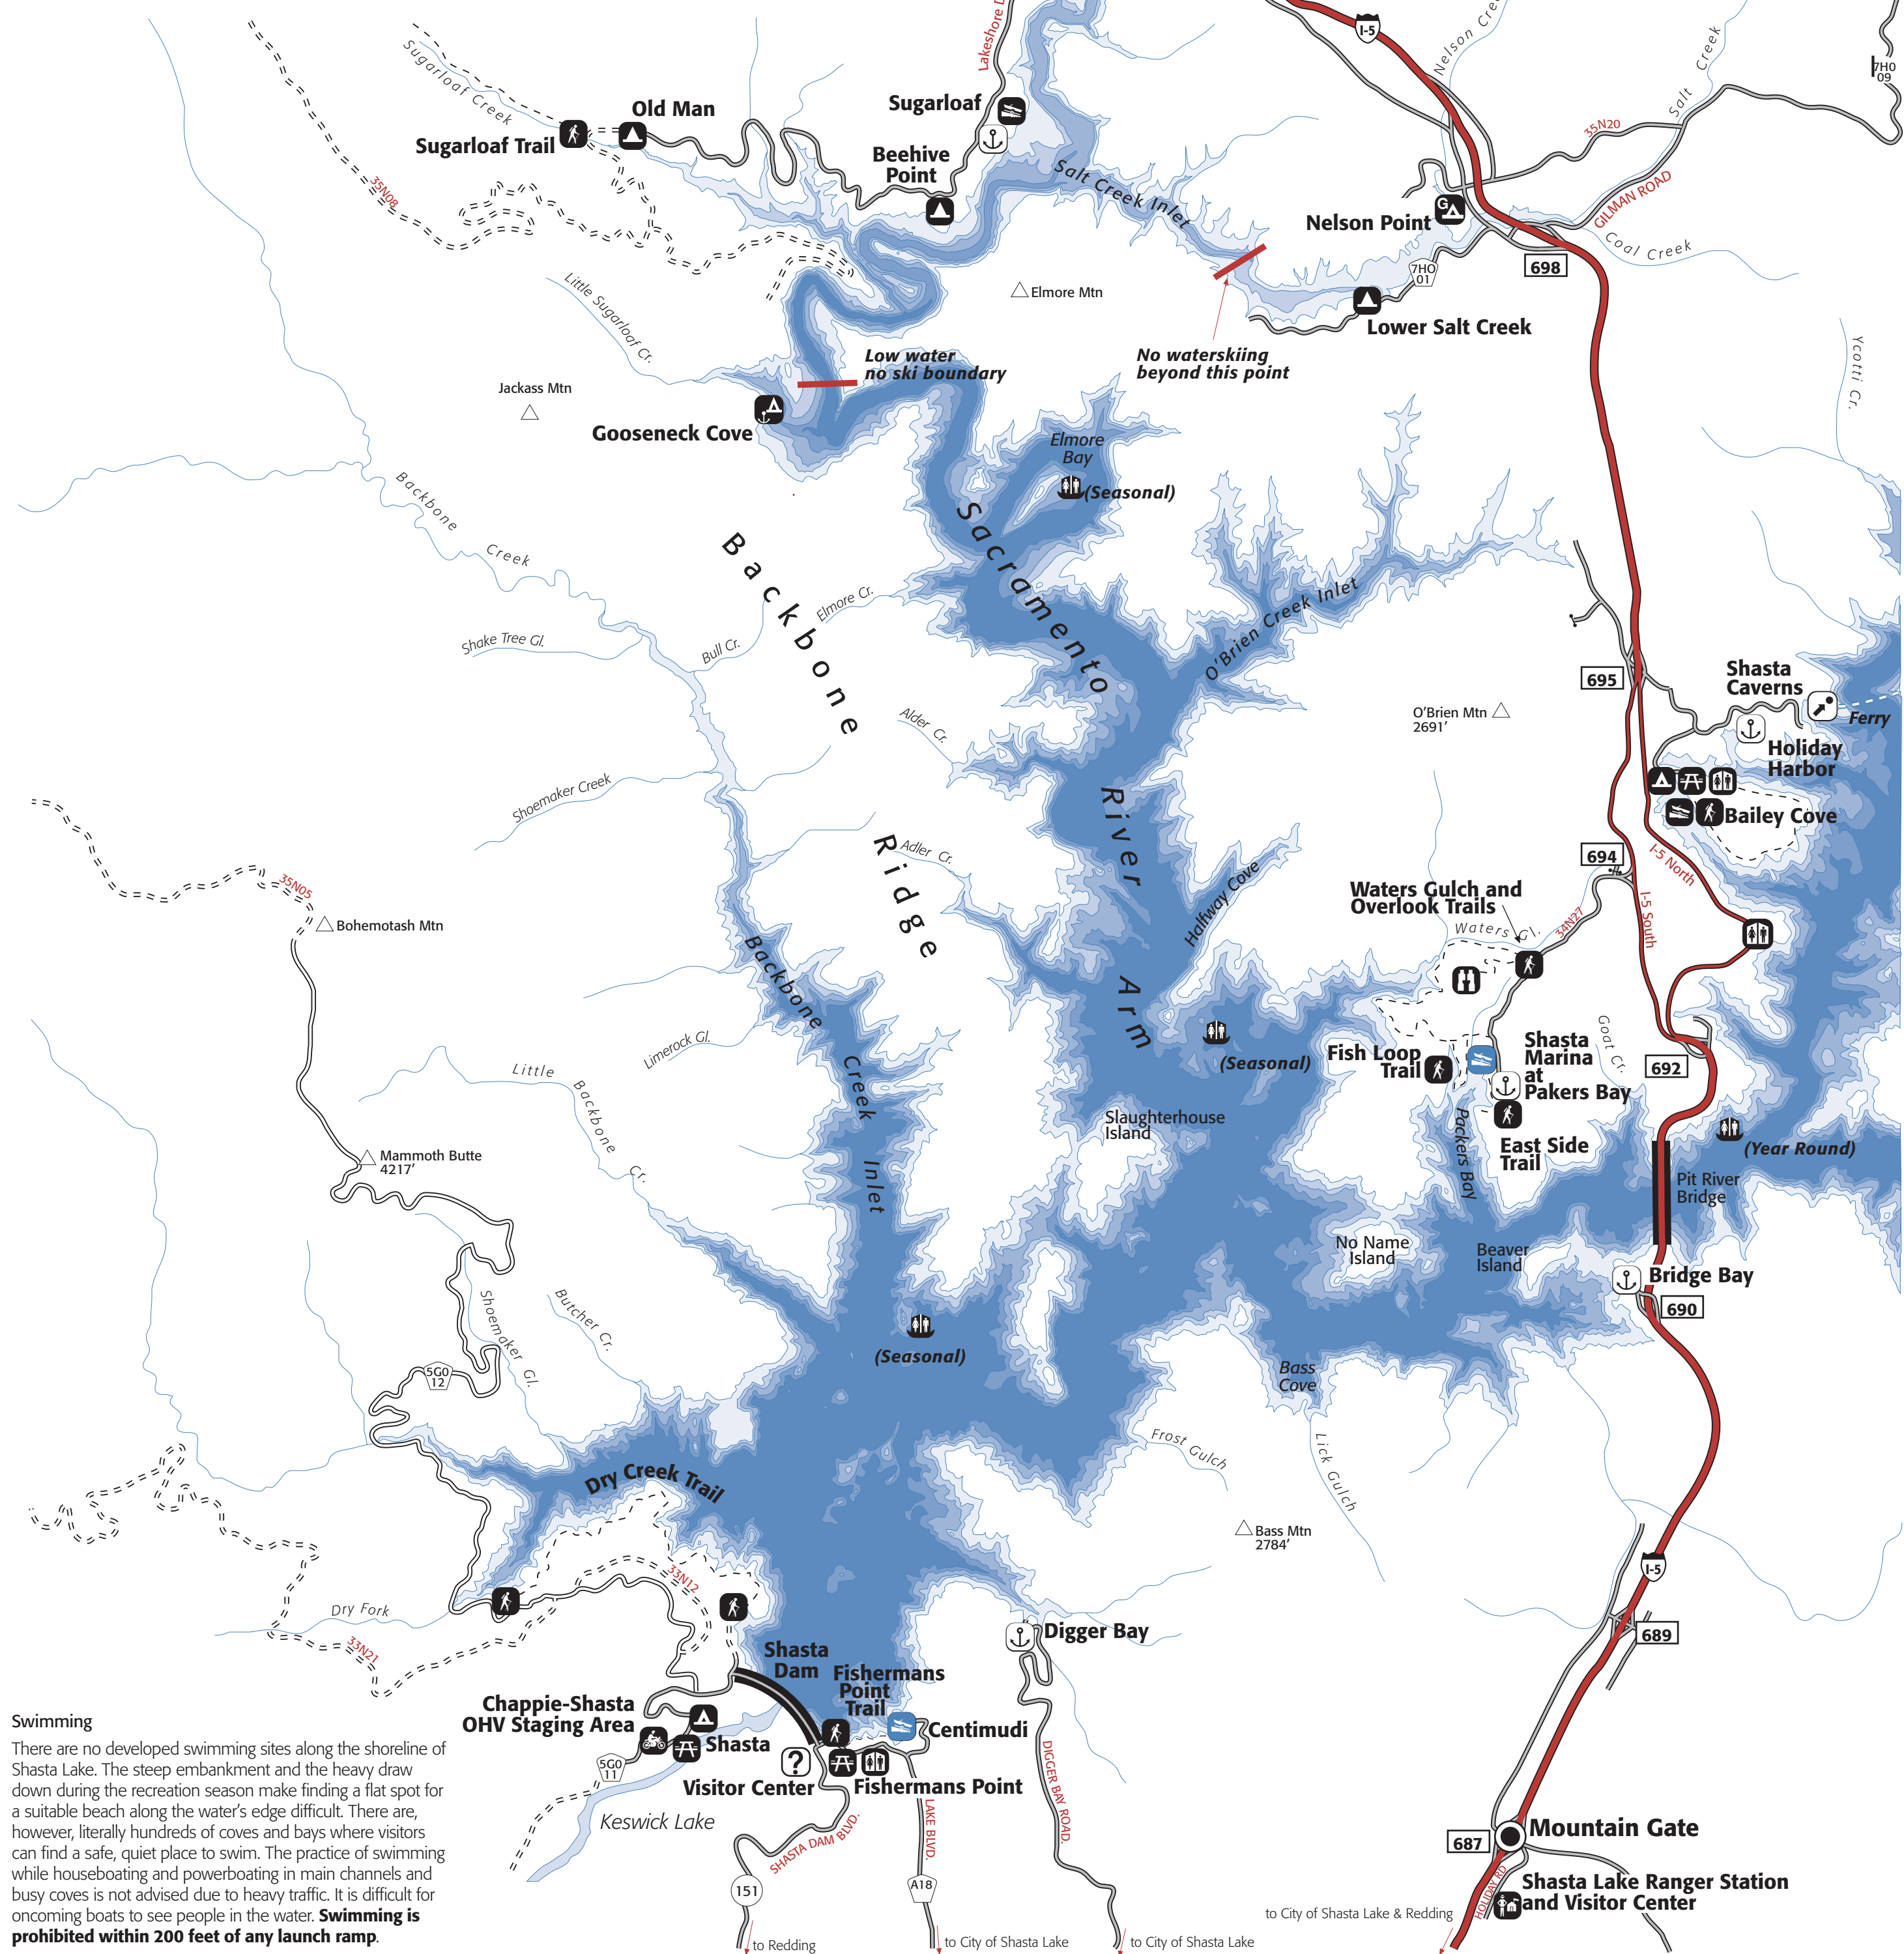 Lakeshore D
I-5
Nelson Cree
Salt Creek
7H0
09
Sugarloaf Creek
Old Man
Sugarloaf
Sugarloaf Trail
35N20
Beehive
Point
35N08
Salt Creek Inlet
GILMAN ROAD
G
Nelson Point
Coal Creek
698
7HO
01
Little Sugarloaf Cr.
Elmore Mtn
Lower Salt Creek
Low water
no ski boundary
No waterskiing
beyond this point
Ycotti Cr.
Jackass Mtn
Gooseneck Cove
Elmore
Bay
(Seasonal)
Backbone Creek
Sacramento River Arm
Backbone Ridge
Elmore Cr.
O'Brien Creek Inlet
Shake Tree Gl.
Bull Cr.
695
Shasta
Caverns
Ferry
Alder Cr.
O'Brien Mtn
2691'
Holiday
Harbor
Shoemaker Creek
Bailey Cove
Adler Cr.
694
I-5 North
Halfway Cove
35N05
Waters Gulch and
Overlook Trails
I-5 South
Bohemotash Mtn
Waters Gl.
34N27
Backbone Creek Inlet
Limerock Gl.
(Seasonal)
Fish Loop
Trail
Shasta
Marina
at
Pakers Bay
Goat Cr.
692
Little Backbone Cr.
Slaughterhouse
Island
Packers Bay
East Side
Trail
(Year Round)
Mammoth Butte
4217'
Pit River
Bridge
No Name
Island
Beaver
Island
Bridge Bay
690
Shoemaker Gl.
Butcher Cr.
(Seasonal)
Bass
Cove
5G0
12
Frost Gulch
Lick Gulch
Dry Creek Trail
Bass Mtn
2784'
I-5
33N12
Dry Fork
33N21
Digger Bay
689
Shasta
Dam
Fishermans
Point
Trail
Chappie-Shasta
OHV Staging Area
Centimudi
Shasta
5G0
11
?
Visitor Center
Fishermans Point
DIGGER BAY ROAD.
Keswick Lake
SHASTA DAM BLVD.
LAKE BLVD.
687
Mountain Gate
151
A18
HOLIDAY RD
Shasta Lake Ranger Station
and Visitor Center
to City of Shasta Lake & Redding
to Redding
to City of Shasta Lake
to City of Shasta Lake
Swimming
There are no developed swimming sites along the shoreline of
Shasta Lake. The steep embankment and the heavy draw
down during the recreation season make finding a flat spot for
a suitable beach along the water's edge difficult. There are,
however, literally hundreds of coves and bays where visitors
can find a safe, quiet place to swim. The practice of swimming
while houseboating and powerboating in main channels and
busy coves is not advised due to heavy traffic. It is difficult for
oncoming boats to see people in the water. Swimming is
prohibited within 200 feet of any launch ramp.